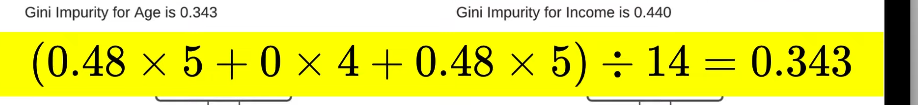 Gini Impurity for Age is 0.343 Gini Impurity for Income is 0.440
(0.48 × 5 + 0 × 4 + 0.48 × 5) ÷ 14 = 0.343